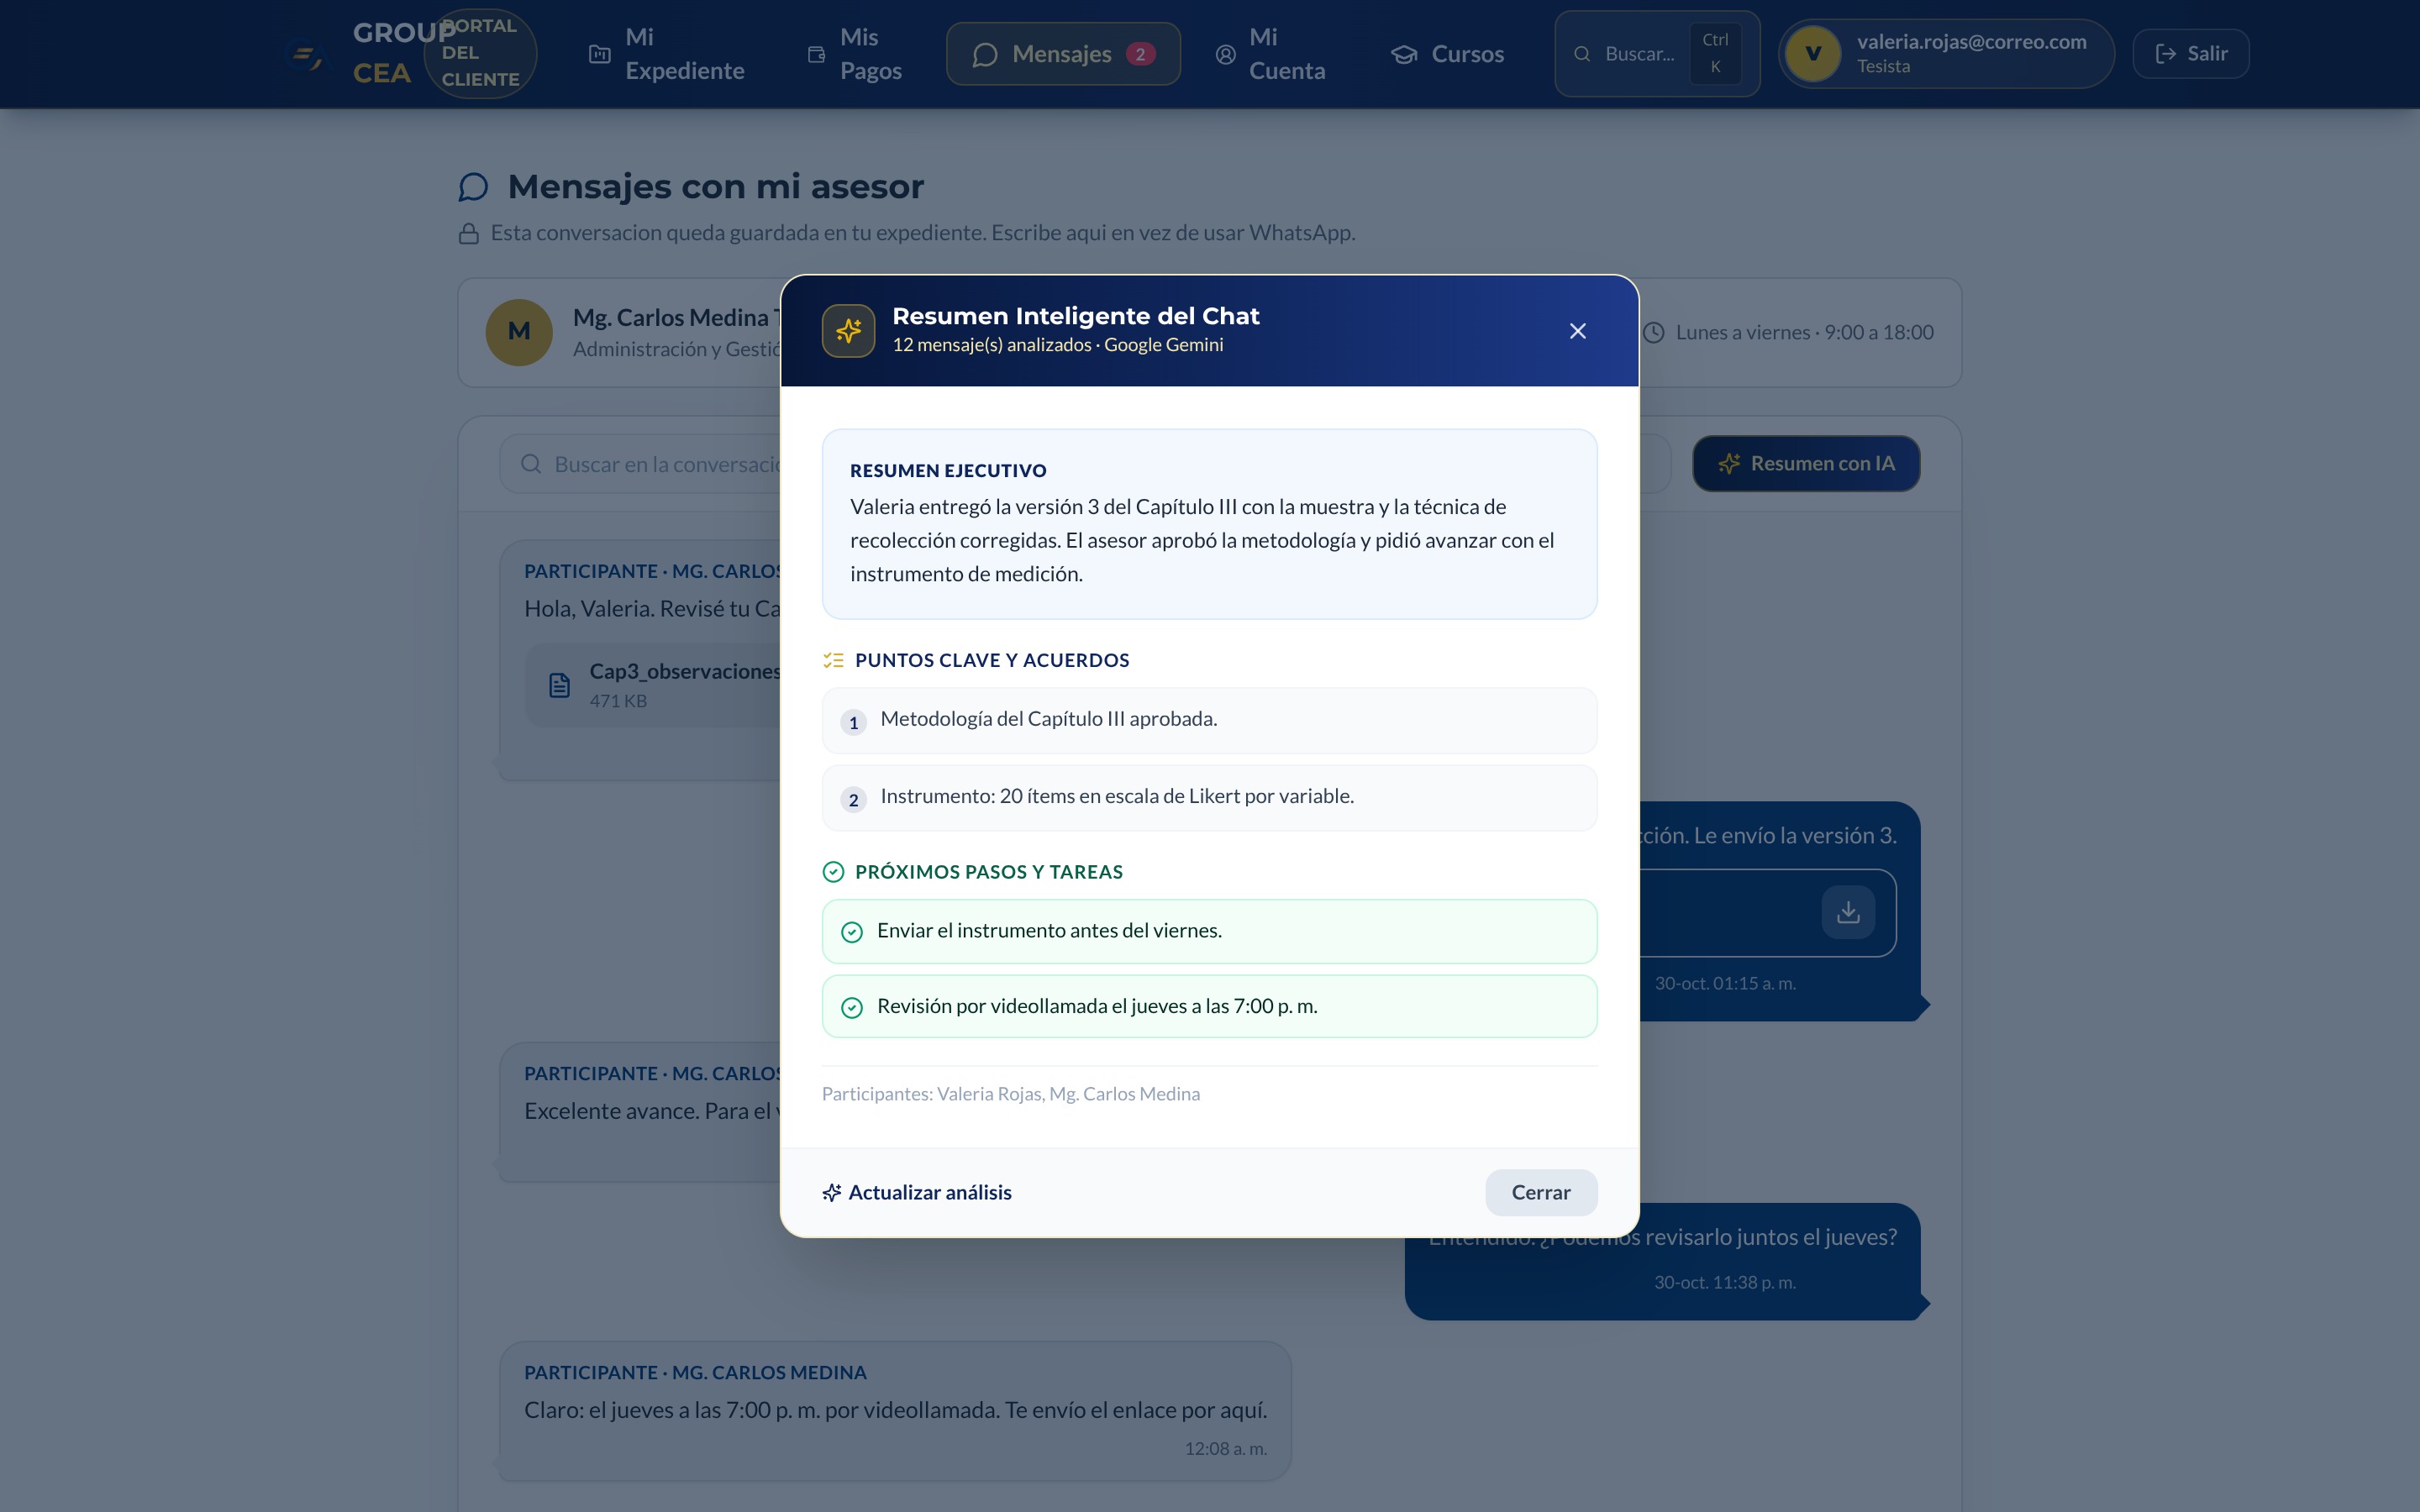 GROUP
CEA
PORTAL
DEL
CLIENTE
Mi
Expediente
Mis
Pagos
Mensajes 2
Mi
Cuenta
Cursos
Buscar...
Ctrl
K
V
valeria.rojas@correo.com
Tesista
Salir
Mensajes con mi asesor
Esta conversacion queda guardada en tu expediente. Escribe aqui en vez de usar WhatsApp.
M
Mg. Carlos Medina
Administración y
Lunes a viernes · 9:00 a 18:00
Buscar en la
Resumen con IA
PARTICIPANTE · MG.
Hola, Valeria. Revisé tu
Cap3_observaciones
471 KB
Le envío la versión 3.
30-oct. 01:15 a. m.
PARTICIPANTE · MG.
Excelente avance. Para el
Entendido. ¿Podemos revisarlo juntos el jueves?
30-oct. 11:38 p. m.
PARTICIPANTE · MG. CARLOS MEDINA
Claro: el jueves a las 7:00 p. m. por videollamada. Te envío el enlace por aquí.
12:08 a. m.
Resumen Inteligente del Chat
12 mensaje(s) analizados · Google Gemini
RESUMEN EJECUTIVO
Valeria entregó la versión 3 del Capítulo III con la muestra y la técnica de
recolección corregidas. El asesor aprobó la metodología y pidió avanzar con el
instrumento de medición.
PUNTOS CLAVE Y ACUERDOS
1 Metodología del Capítulo III aprobada.
2 Instrumento: 20 ítems en escala de Likert por variable.
PRÓXIMOS PASOS Y TAREAS
Enviar el instrumento antes del viernes.
Revisión por videollamada el jueves a las 7:00 p. m.
Participantes: Valeria Rojas, Mg. Carlos Medina
Actualizar análisis
Cerrar